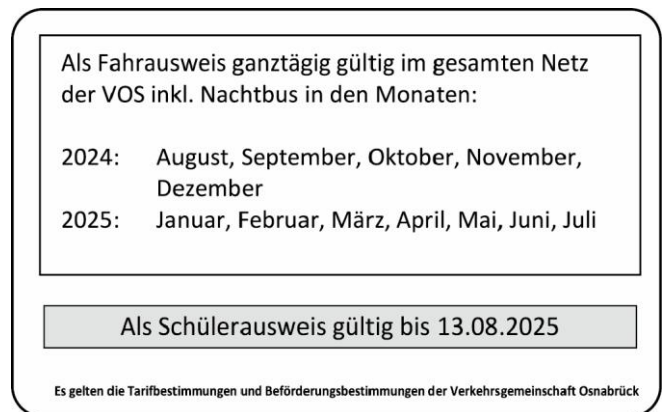 Als Fahrausweis ganztägig gültig im gesamten Netz
der VOS inkl. Nachtbus in den Monaten:
2024: August, September, Oktober, November,
Dezember
2025: Januar, Februar, März, April, Mai, Juni, Juli
Als Schülerausweis gültig bis 13.08.2025
Es gelten die Tarifbestimmungen und Beförderungsbestimmungen der Verkehrsgemeinschaft Osnabrück